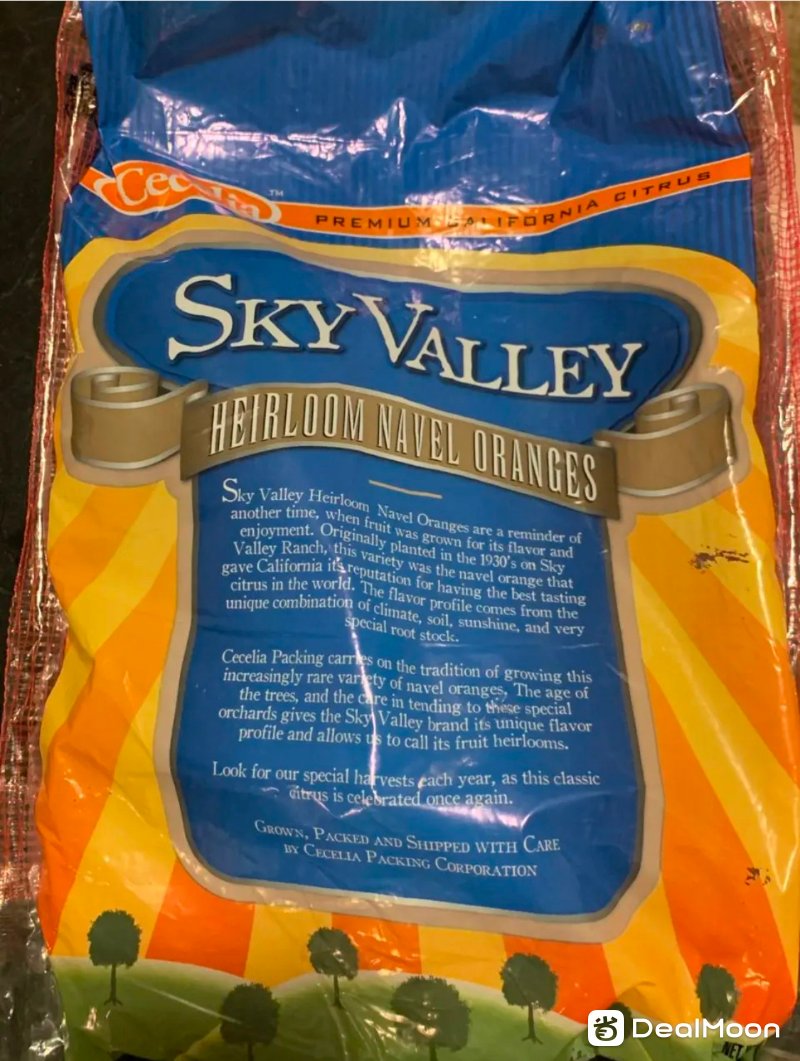 Cecelia™
PREMIUM CALIFORNIA CITRUS
SKY VALLEY
HEIRLOOM NAVEL ORANGES
Sky Valley Heirloom Navel Oranges are a reminder of
another time, when fruit was grown for its flavor and
enjoyment. Originally planted in the 1930's on Sky
Valley Ranch, this variety was the navel orange that
gave California it's reputation for having the best tasting
citrus in the world. The flavor profile comes from the
unique combination of climate, soil, sunshine, and very
special root stock.
Cecelia Packing carries on the tradition of growing this
increasingly rare variety of navel oranges, The age of
the trees, and the care in tending to these special
orchards gives the Sky Valley brand its unique flavor
profile and allows us to call its fruit heirlooms.
Look for our special harvests each year, as this classic
citrus is celebrated once again.
GROWN, PACKED AND SHIPPED WITH CARE
BY CECELIA PACKING CORPORATION
DealMoon
NET